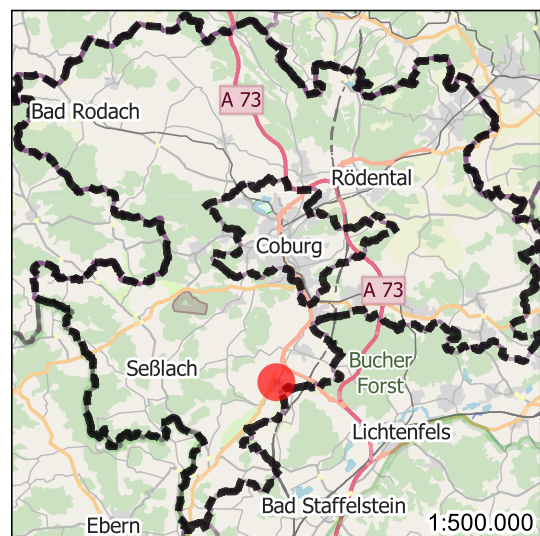 A 73
Bad Rodach
Rödental
Coburg
A 73
Seßlach
Bucher
Forst
Lichtenfels
Bad Staffelstein
Ebern
1:500.000